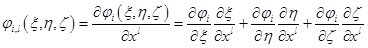 φ_{i,i}(ξ,η,ζ) = ∂φ_i(ξ,η,ζ)/∂x^i = ∂φ_i/∂ξ ∂ξ/∂x^i + ∂φ_i/∂η ∂η/∂x^i + ∂φ_i/∂ζ ∂ζ/∂x^i